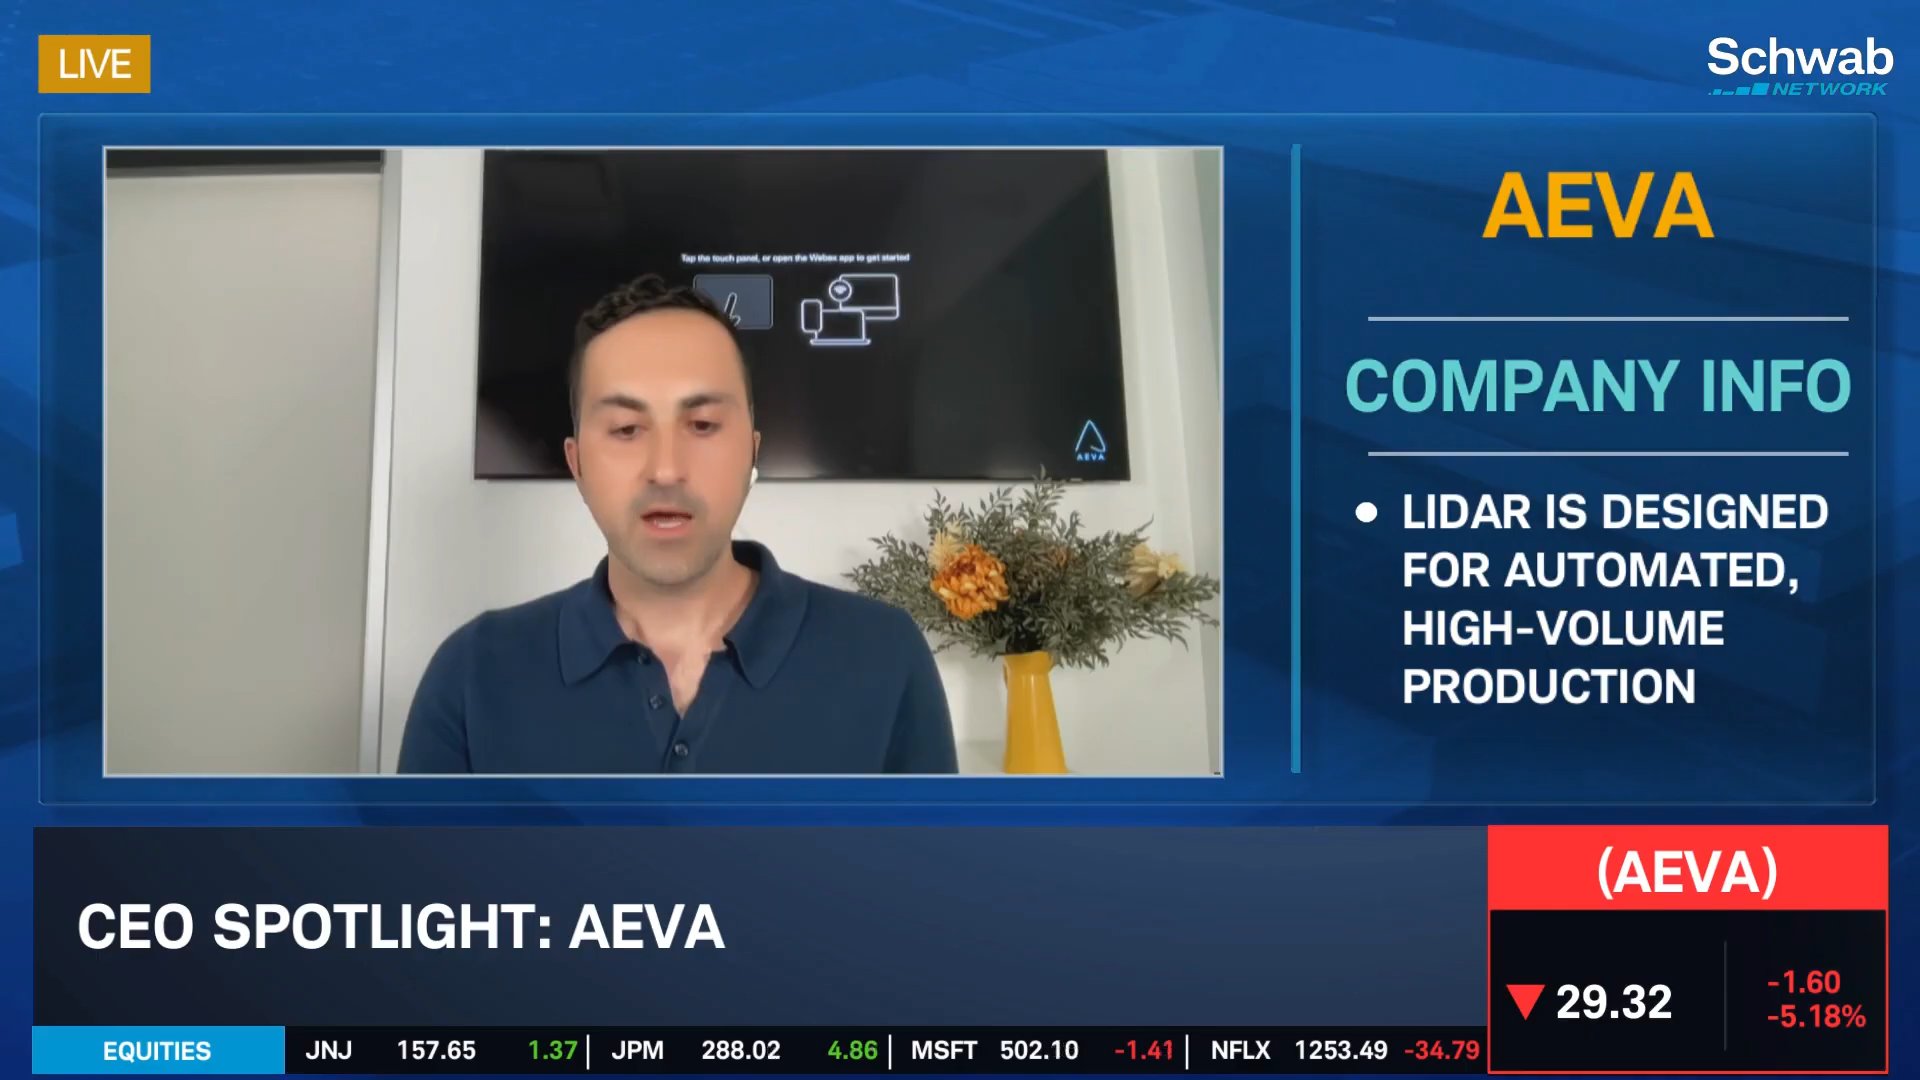 LIVE
Schwab
NETWORK
Tap the touch panel, or open the Webex app to get started
AEVA
AEVA
COMPANY INFO
• LIDAR IS DESIGNED
FOR AUTOMATED,
HIGH-VOLUME
PRODUCTION
CEO SPOTLIGHT: AEVA
(AEVA)
▼ 29.32
-1.60
-5.18%
EQUITIES
JNJ 157.65 1.37 | JPM 288.02 4.86 | MSFT 502.10 -1.41 | NFLX 1253.49 -34.79